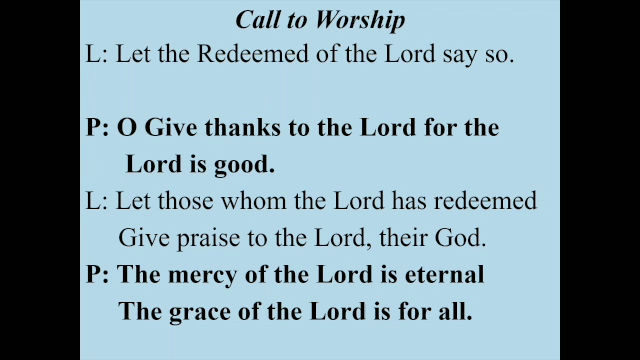 Call to Worship
L: Let the Redeemed of the Lord say so.
P: O Give thanks to the Lord for the
Lord is good.
L: Let those whom the Lord has redeemed
Give praise to the Lord, their God.
P: The mercy of the Lord is eternal
The grace of the Lord is for all.